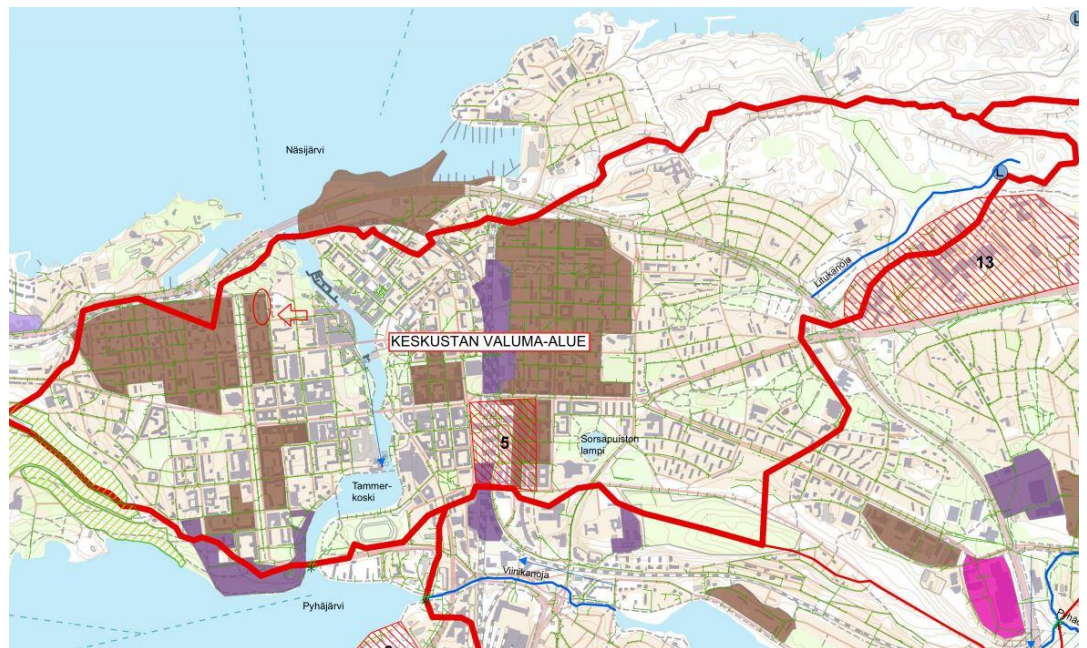 L
Näsijärvi
L
Litukanoja
13
KESKUSTAN VALUMA-ALUE
5
Sorsapuiston
lampi
Tammer-
koski
Viinikanoja
Pyhäjärvi